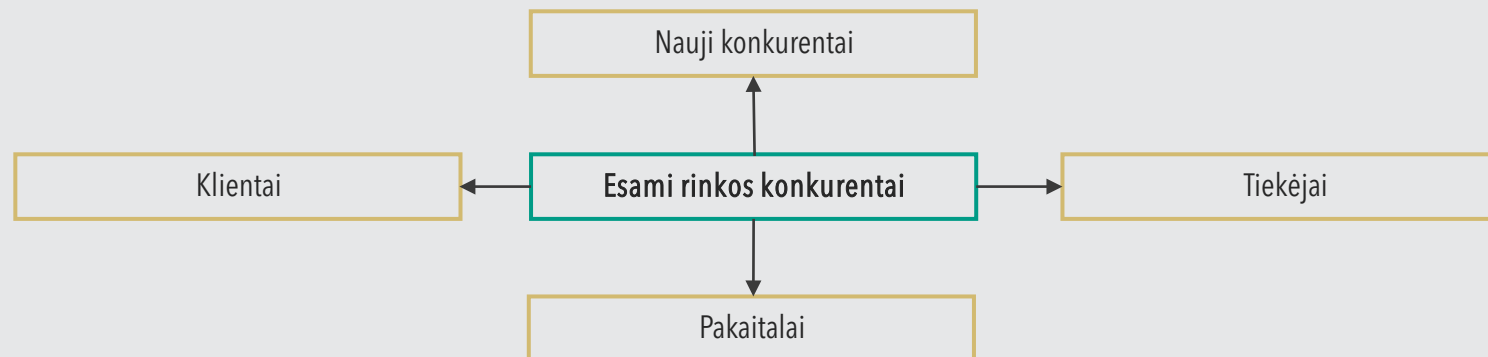 Nauji konkurentai
Klientai
Esami rinkos konkurentai
Tiekėjai
Pakaitalai